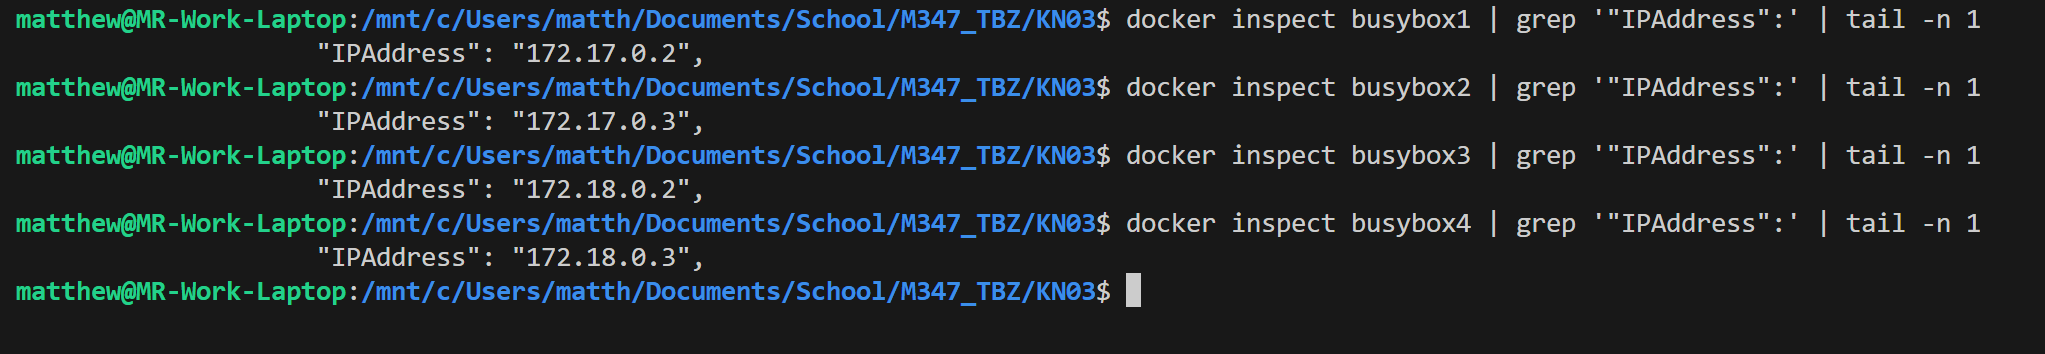 matthew@MR-Work-Laptop:/mnt/c/Users/matth/Documents/School/M347_TBZ/KN03$ docker inspect busybox1 | grep '"IPAddress":' | tail -n 1
                    "IPAddress": "172.17.0.2",
matthew@MR-Work-Laptop:/mnt/c/Users/matth/Documents/School/M347_TBZ/KN03$ docker inspect busybox2 | grep '"IPAddress":' | tail -n 1
                    "IPAddress": "172.17.0.3",
matthew@MR-Work-Laptop:/mnt/c/Users/matth/Documents/School/M347_TBZ/KN03$ docker inspect busybox3 | grep '"IPAddress":' | tail -n 1
                    "IPAddress": "172.18.0.2",
matthew@MR-Work-Laptop:/mnt/c/Users/matth/Documents/School/M347_TBZ/KN03$ docker inspect busybox4 | grep '"IPAddress":' | tail -n 1
                    "IPAddress": "172.18.0.3",
matthew@MR-Work-Laptop:/mnt/c/Users/matth/Documents/School/M347_TBZ/KN03$